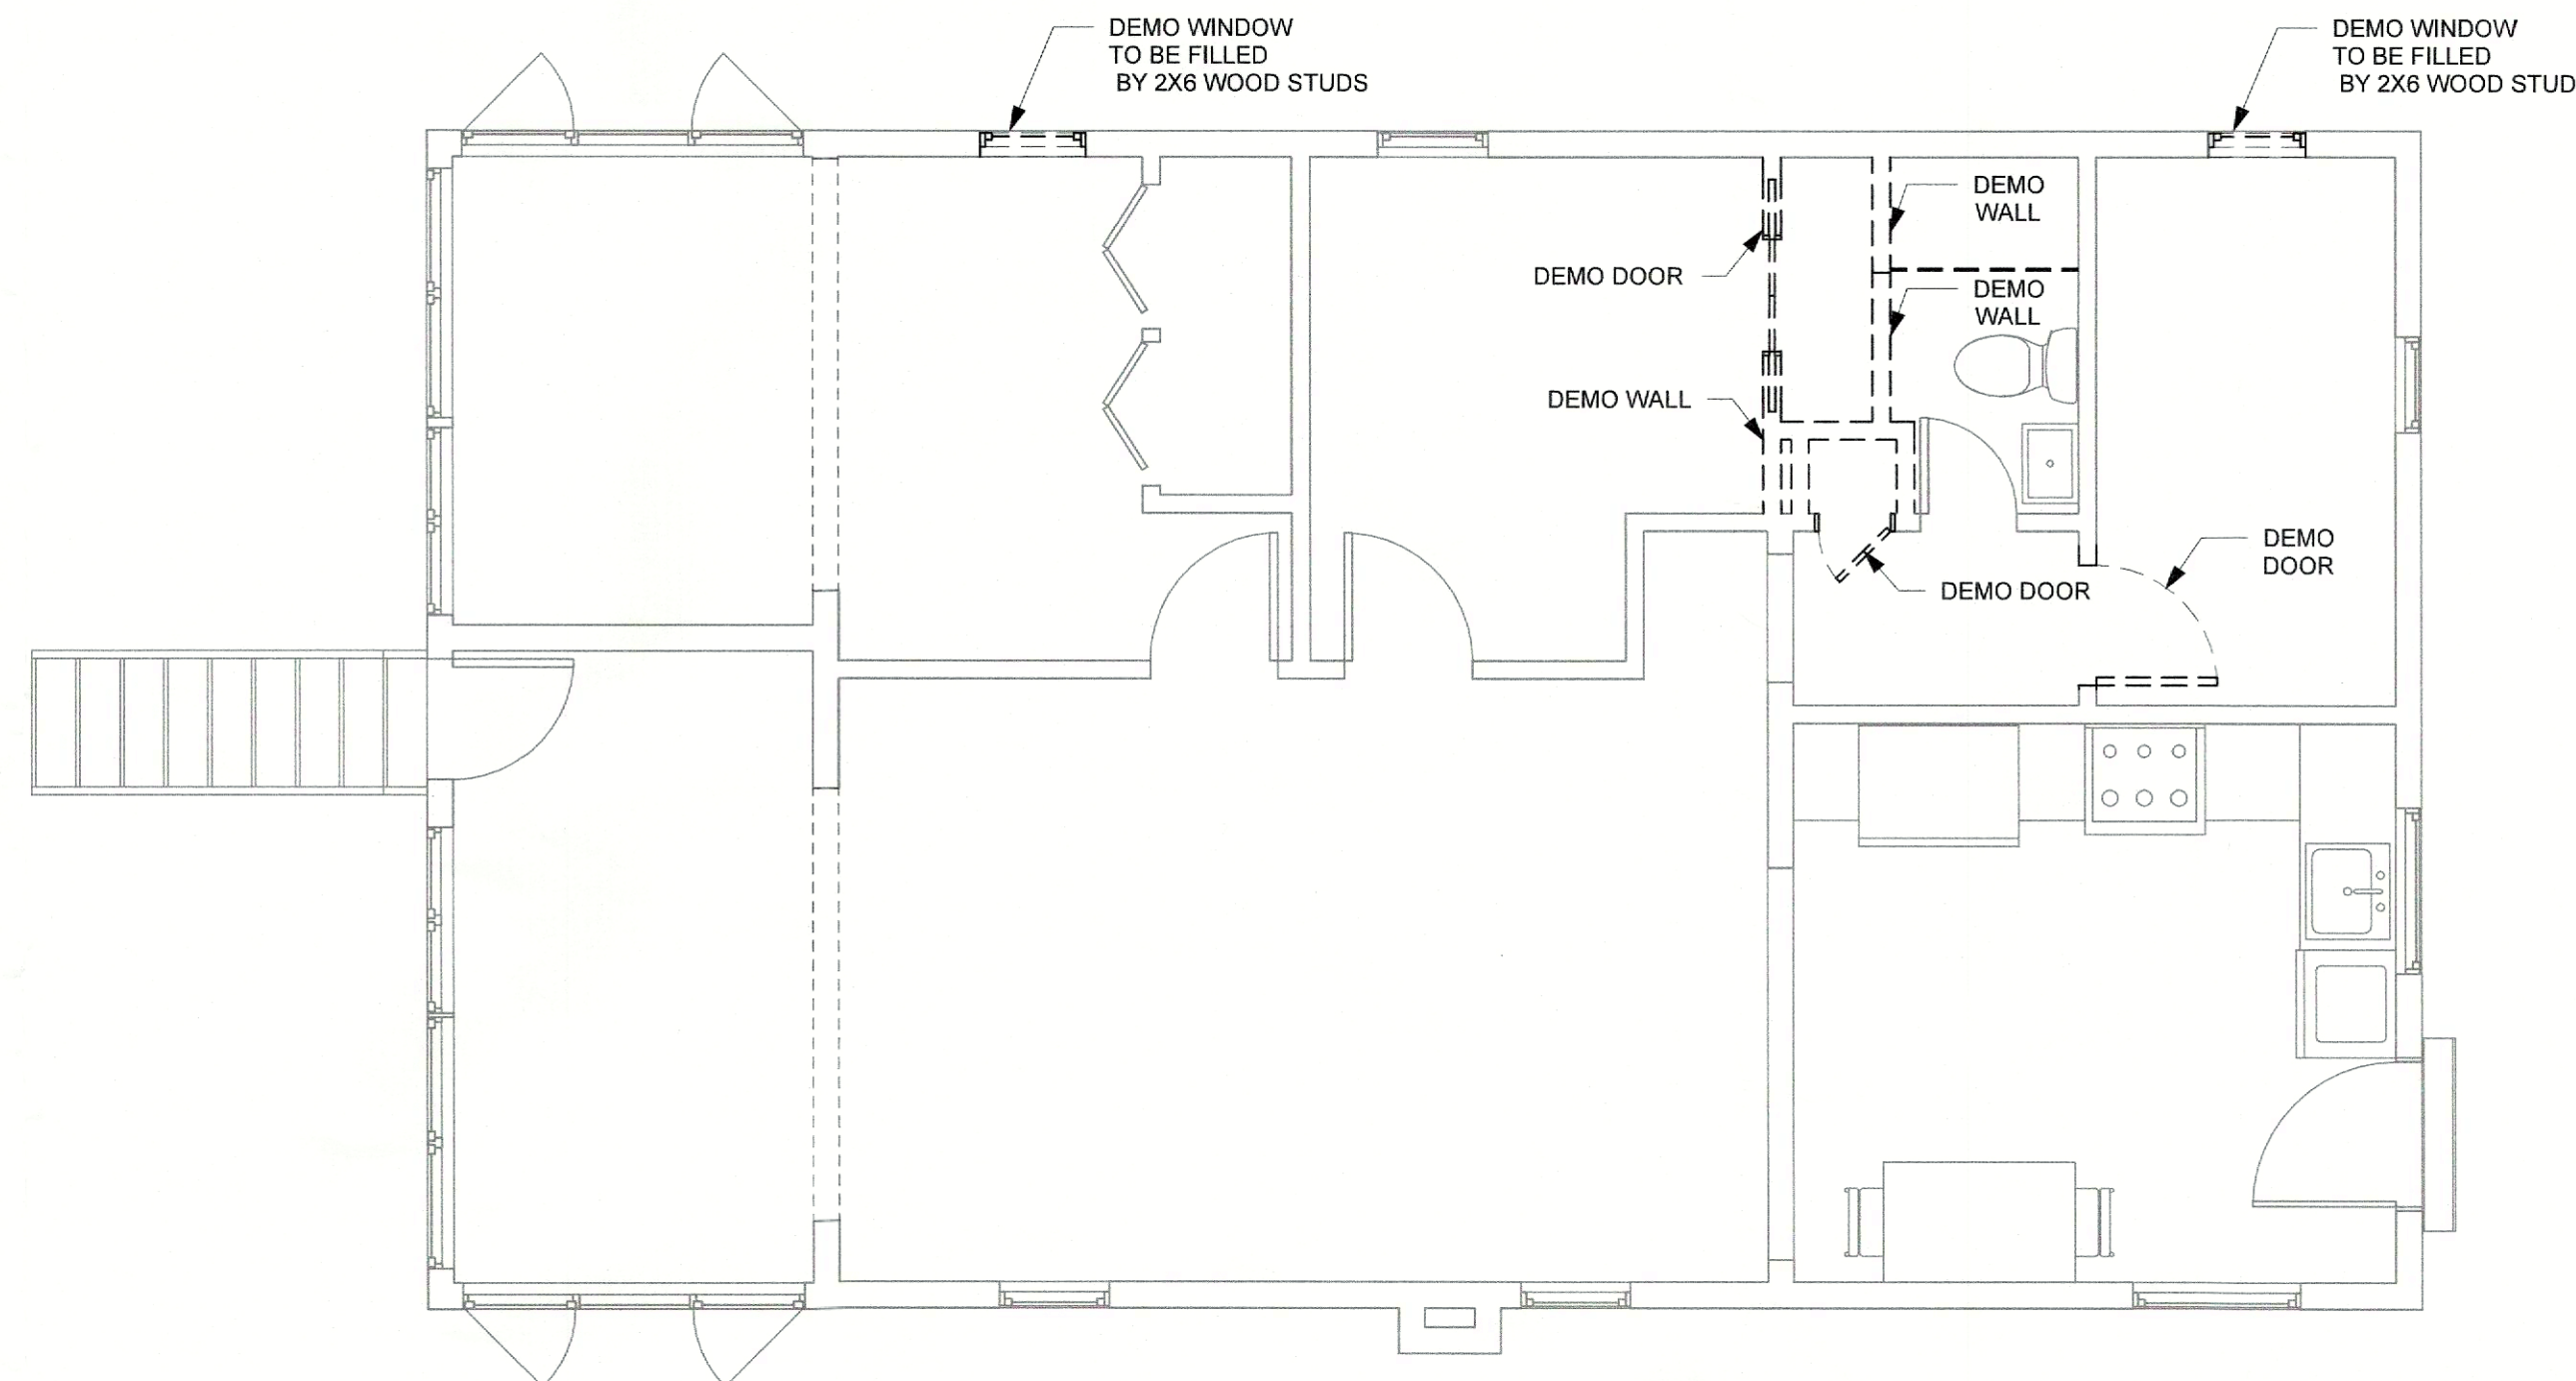 DEMO WINDOW
TO BE FILLED
BY 2X6 WOOD STUDS
DEMO WINDOW
TO BE FILLED
BY 2X6 WOOD STUD
DEMO
WALL
DEMO DOOR
DEMO
WALL
DEMO WALL
DEMO
DOOR
DEMO DOOR